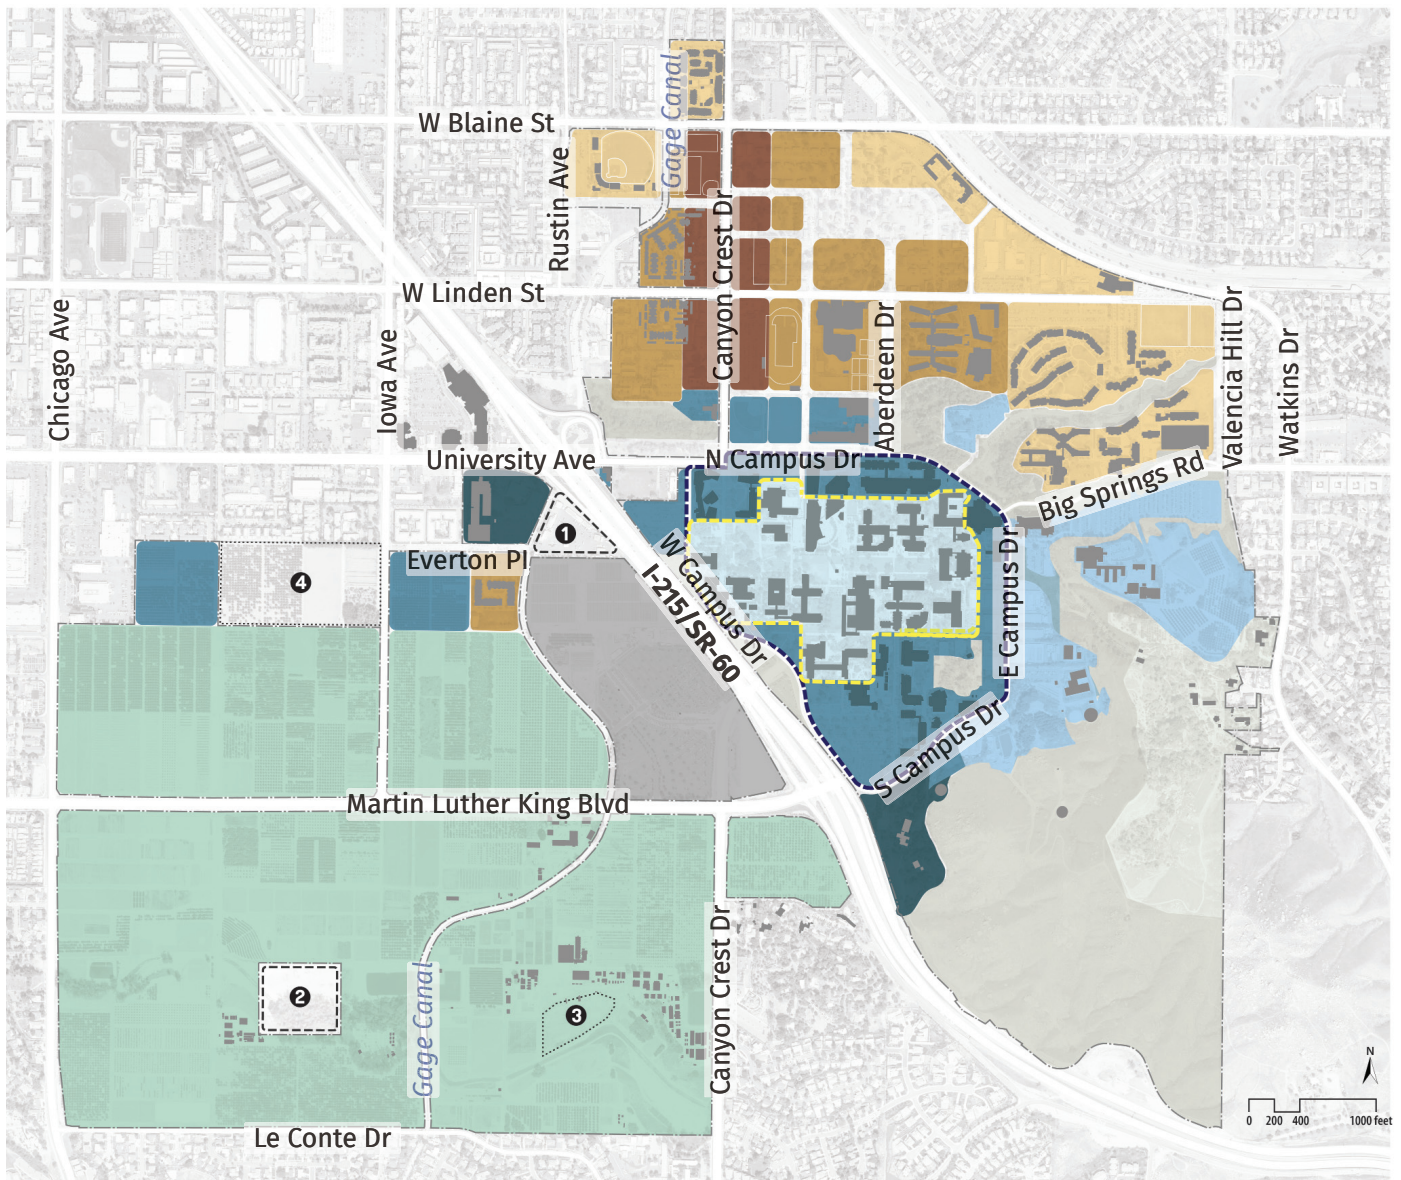 Gage Canal
W Blaine St
Rustin Ave
Canyon Crest Dr
W Linden St
Chicago Ave
Iowa Ave
Aberdeen Dr
Valencia Hill Dr
Watkins Dr
University Ave
N Campus Dr
Big Springs Rd
1
Everton Pl
W Campus Dr
E Campus Dr
4
I-215/SR-60
S Campus Dr
Martin Luther King Blvd
Canyon Crest Dr
Gage Canal
2
3
N
0 200 400 1000 feet
Le Conte Dr